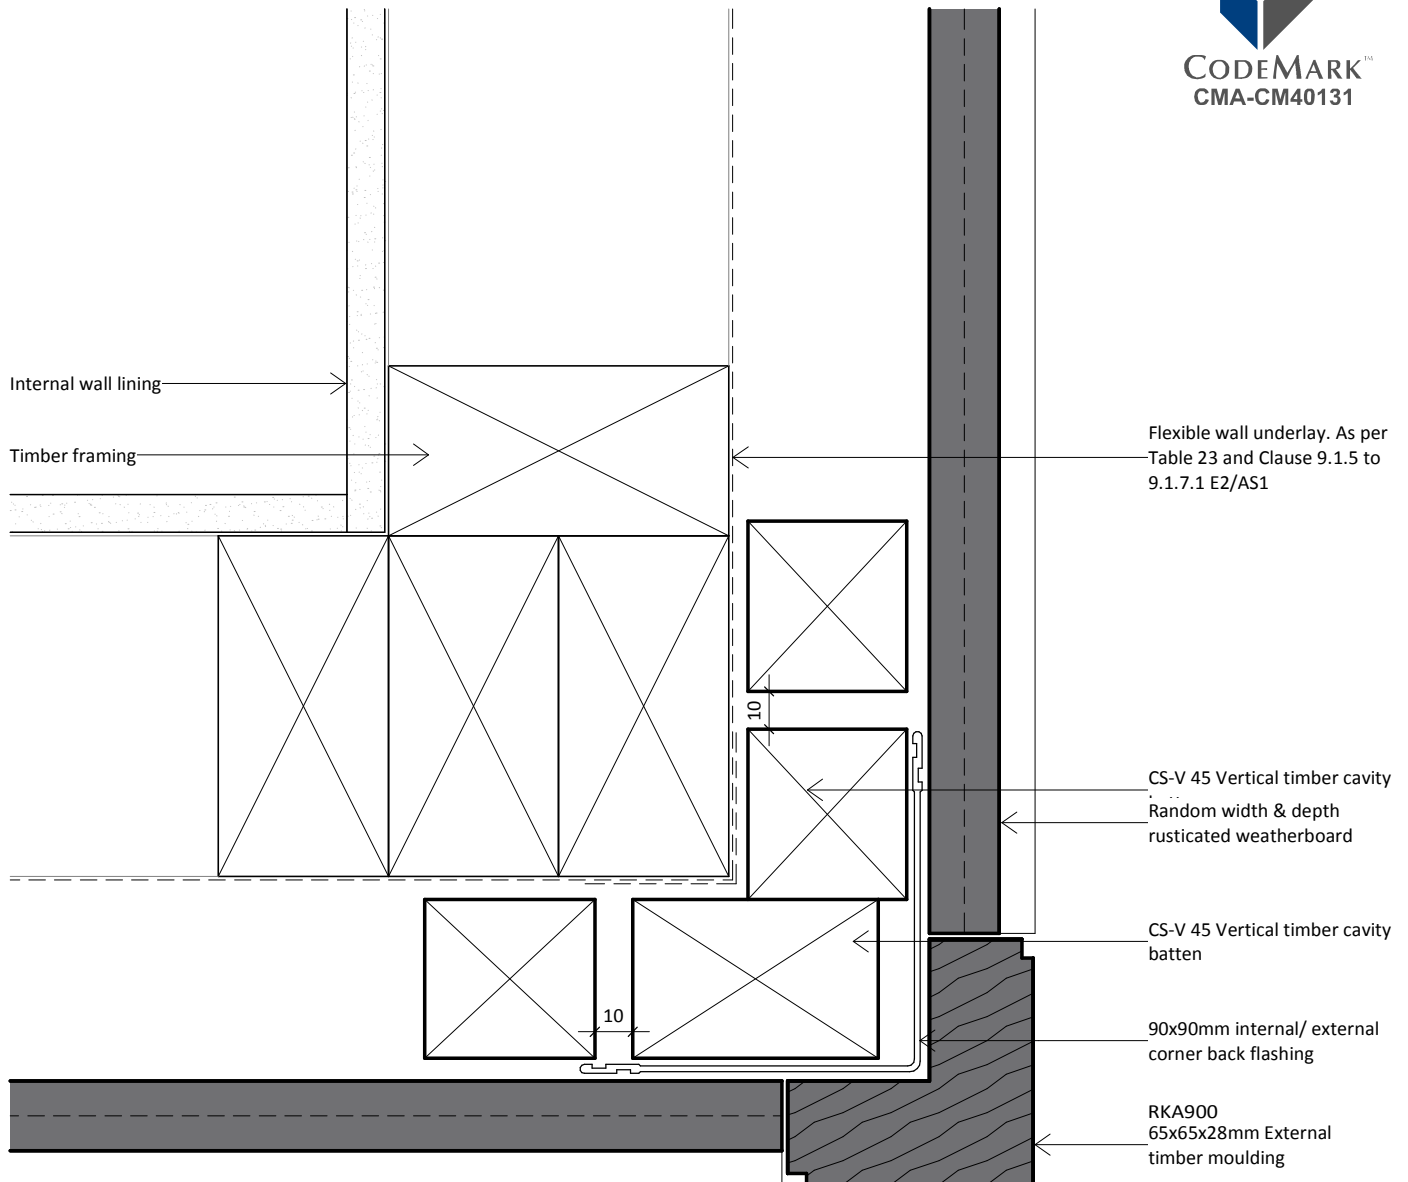 CODEMARK™
CMA-CM40131
Internal wall lining
Timber framing
Flexible wall underlay. As per
Table 23 and Clause 9.1.5 to
9.1.7.1 E2/AS1
10
CS-V 45 Vertical timber cavity
Random width & depth
rusticated weatherboard
CS-V 45 Vertical timber cavity
batten
10
90x90mm internal/ external
corner back flashing
RKA900
65x65x28mm External
timber moulding